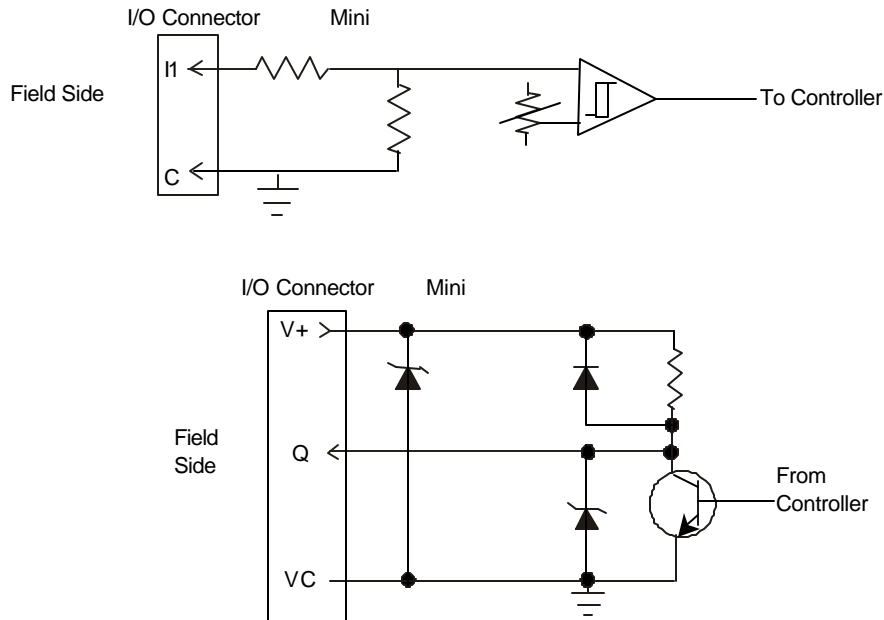 I/O Connector Mini
I1
Field Side
To Controller
C
I/O Connector Mini
V+
Field
Side
Q
From
Controller
VC